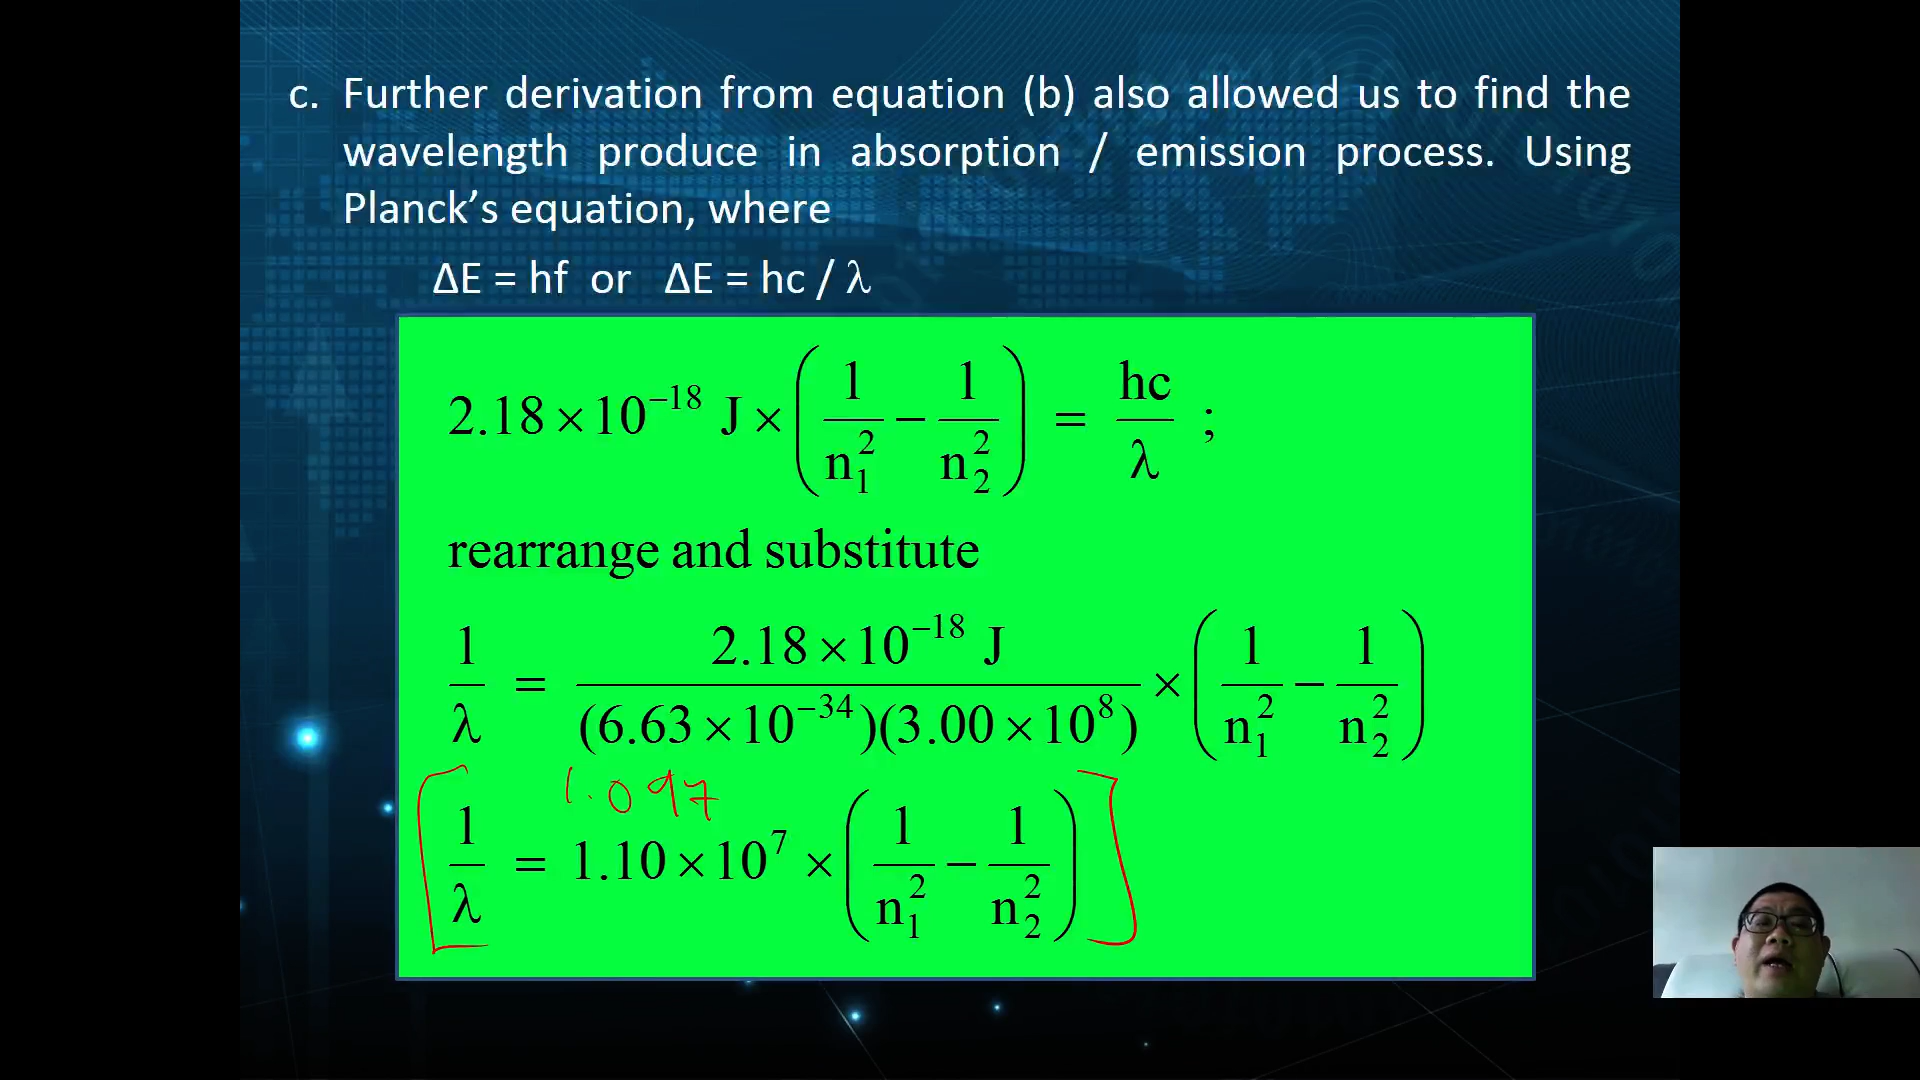 c. Further derivation from equation (b) also allowed us to find the
wavelength produce in absorption / emission process. Using
Planck’s equation, where
ΔE = hf or ΔE = hc / λ
2.18 × 10⁻¹⁸ J × (1/n₁² − 1/n₂²) = hc/λ ;
rearrange and substitute
1/λ = 2.18 × 10⁻¹⁸ J / (6.63 × 10⁻³⁴)(3.00 × 10⁸) × (1/n₁² − 1/n₂²)
1.097
1/λ = 1.10 × 10⁷ × (1/n₁² − 1/n₂²)